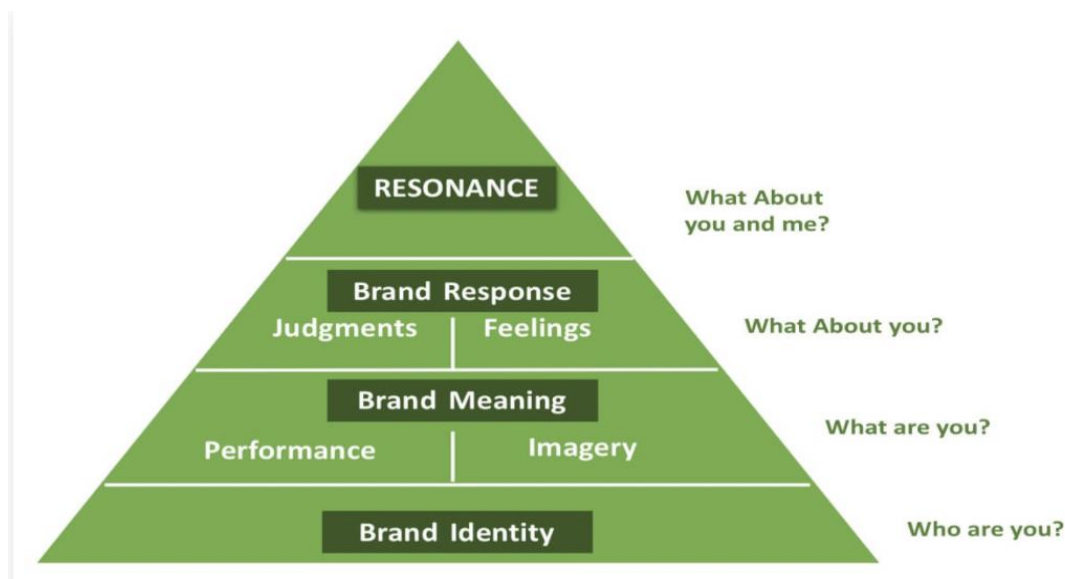 RESONANCE
What About
you and me?
Brand Response
Judgments
Feelings
What About you?
Brand Meaning
Performance
Imagery
What are you?
Brand Identity
Who are you?